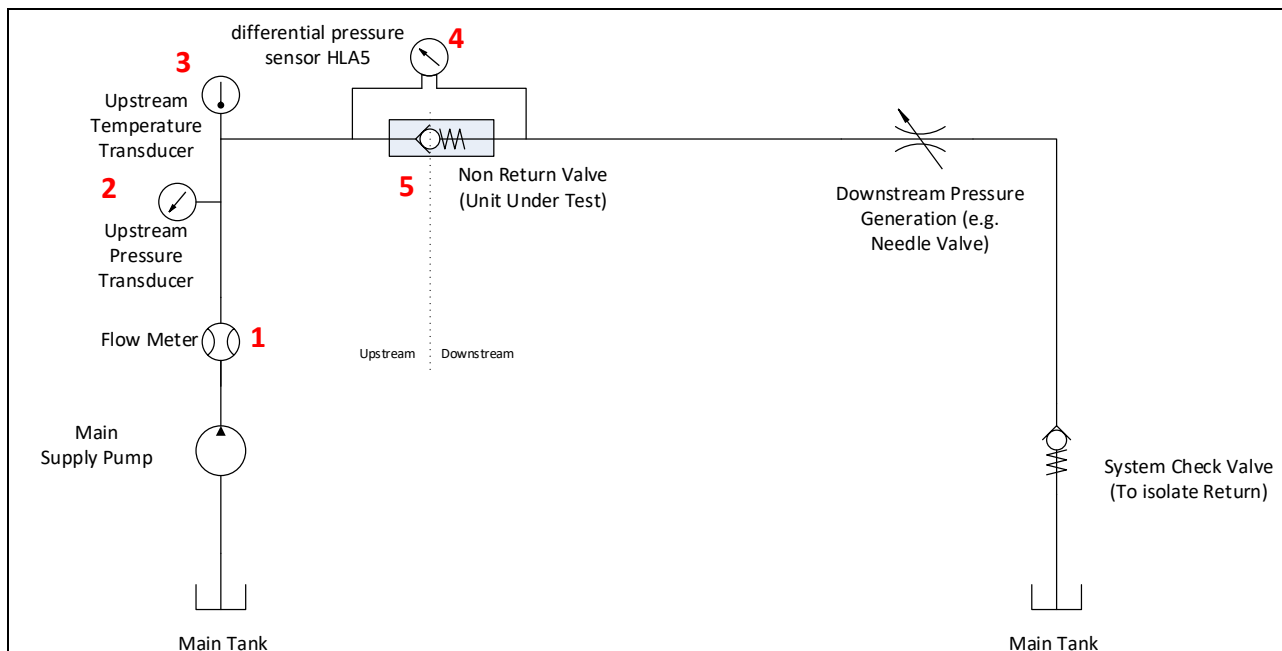 differential pressure
sensor HLA5
4
3
Upstream
Temperature
Transducer
2
Upstream
Pressure
Transducer
5
Non Return Valve
(Unit Under Test)
Downstream Pressure
Generation (e.g.
Needle Valve)
Flow Meter
1
Upstream
Downstream
Main
Supply Pump
System Check Valve
(To isolate Return)
Main Tank
Main Tank